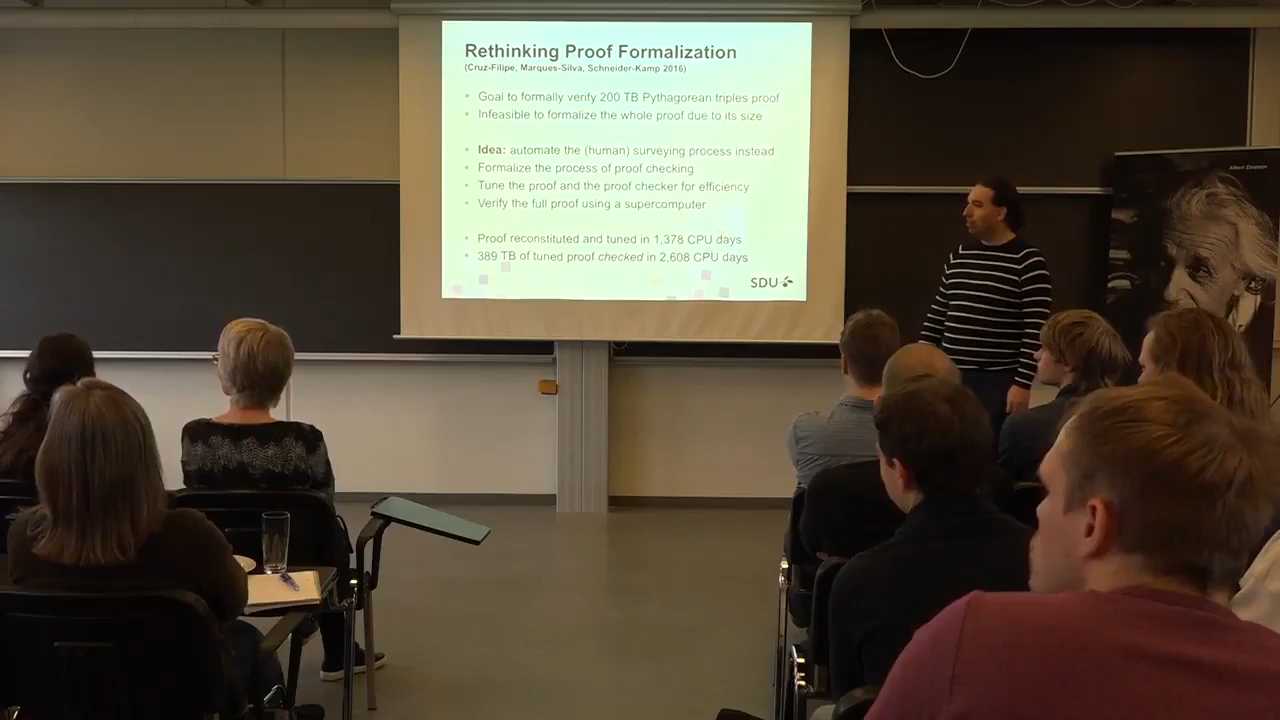 Rethinking Proof Formalization
(Cruz-Filipe, Marques-Silva, Schneider-Kamp 2016)
• Goal to formally verify 200 TB Pythagorean triples proof
• Infeasible to formalize the whole proof due to its size
• Idea: automate the (human) surveying process instead
• Formalize the process of proof checking
• Tune the proof and the proof checker for efficiency
• Verify the full proof using a supercomputer
• Proof reconstituted and tuned in 1,378 CPU days
• 389 TB of tuned proof checked in 2,608 CPU days
SDU
Albert Einstein